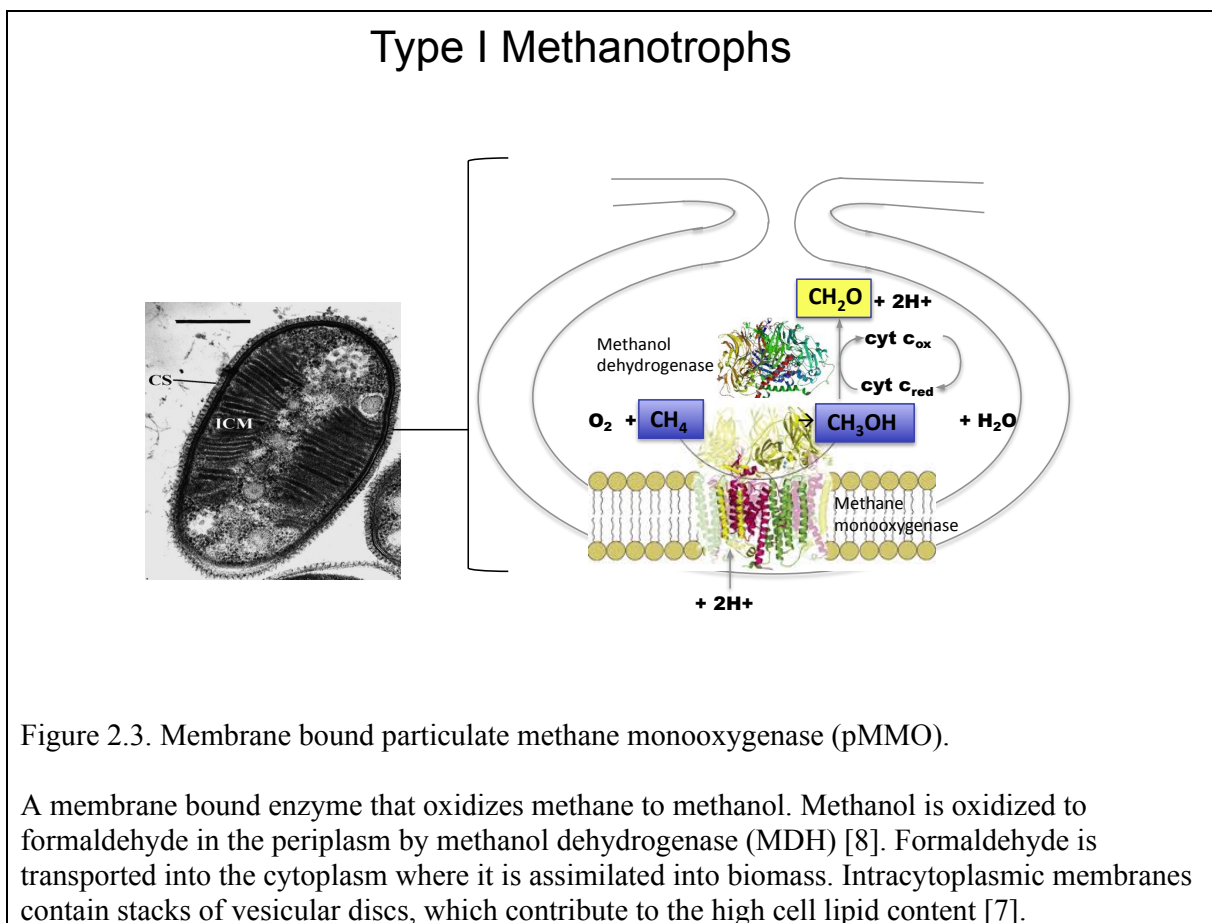 Type I Methanotrophs
CH₂O + 2H+
Methanol
dehydrogenase
cyt c_ox
cyt c_red
CS
ICM
O₂ + CH₄
CH₃OH
+ H₂O
Methane
monooxygenase
+ 2H+
Figure 2.3. Membrane bound particulate methane monooxygenase (pMMO).
A membrane bound enzyme that oxidizes methane to methanol. Methanol is oxidized to
formaldehyde in the periplasm by methanol dehydrogenase (MDH) [8]. Formaldehyde is
transported into the cytoplasm where it is assimilated into biomass. Intracytoplasmic membranes
contain stacks of vesicular discs, which contribute to the high cell lipid content [7].